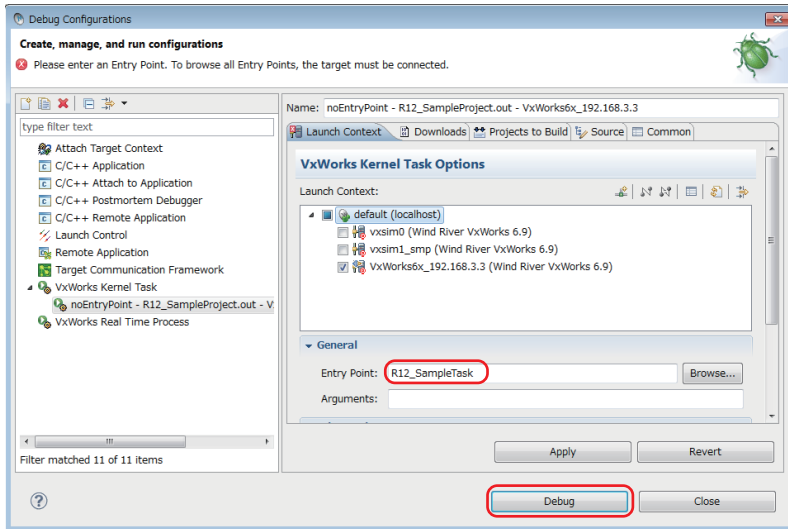 Debug Configurations
Create, manage, and run configurations
Please enter an Entry Point. To browse all Entry Points, the target must be connected.
type filter text
Attach Target Context
C/C++ Application
C/C++ Attach to Application
C/C++ Postmortem Debugger
C/C++ Remote Application
Launch Control
Remote Application
Target Communication Framework
VxWorks Kernel Task
noEntryPoint - R12_SampleProject.out - V
VxWorks Real Time Process
Filter matched 11 of 11 items
Name: noEntryPoint - R12_SampleProject.out - VxWorks6x_192.168.3.3
Launch Context Downloads Projects to Build Source Common
VxWorks Kernel Task Options
Launch Context:
default (localhost)
vxsim0 (Wind River VxWorks 6.9)
vxsim1_smp (Wind River VxWorks 6.9)
VxWorks6x_192.168.3.3 (Wind River VxWorks 6.9)
General
Entry Point: R12_SampleTask Browse...
Arguments:
Apply Revert
Debug Close